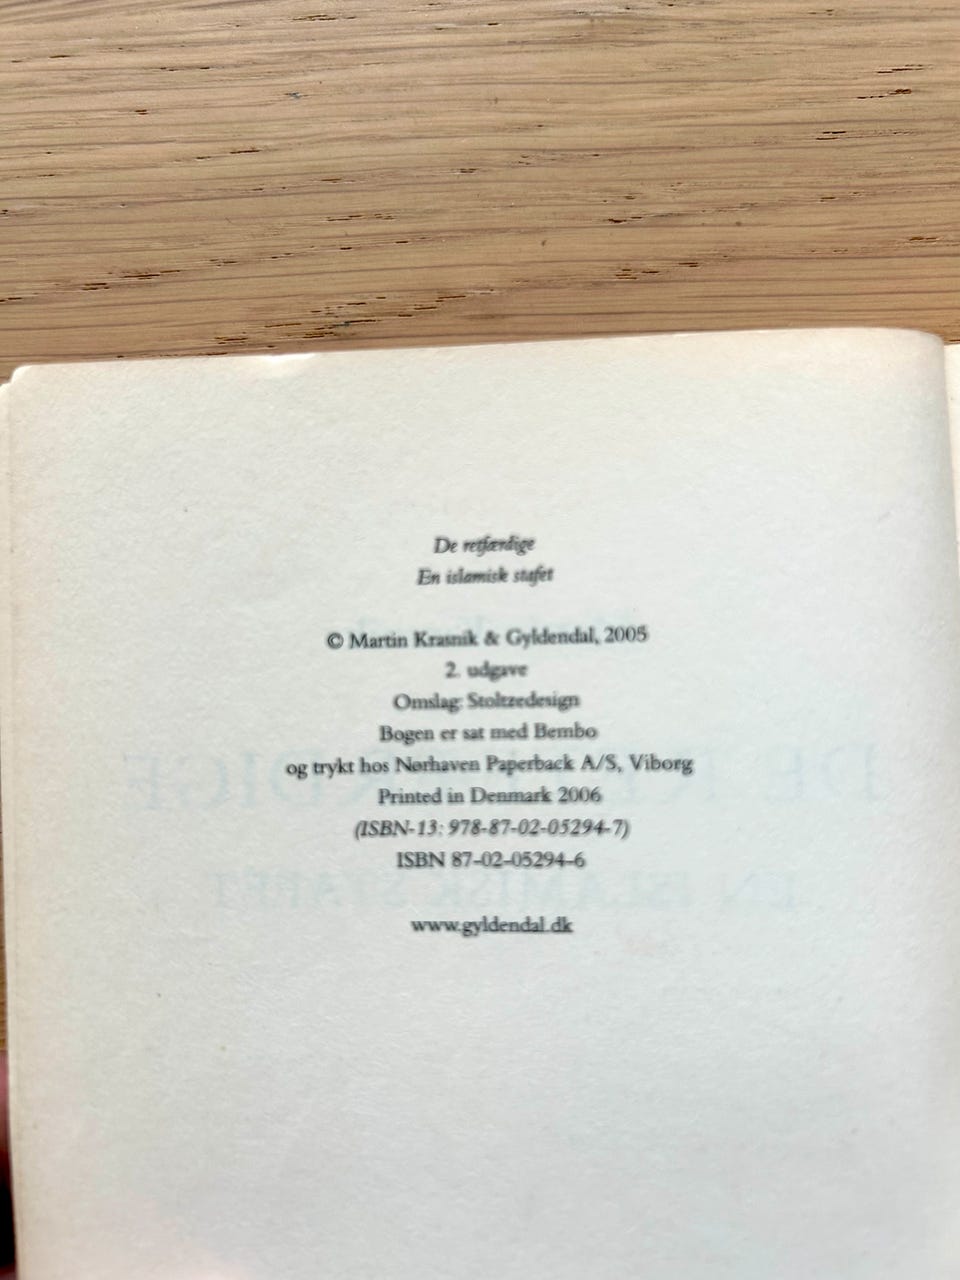 De retfærdige
En islamisk stafet
© Martin Krasnik & Gyldendal, 2005
2. udgave
Omslag: Stoltzedesign
Bogen er sat med Bembo
og trykt hos Nørhaven Paperback A/S, Viborg
Printed in Denmark 2006
(ISBN-13: 978-87-02-05294-7)
ISBN 87-02-05294-6
www.gyldendal.dk